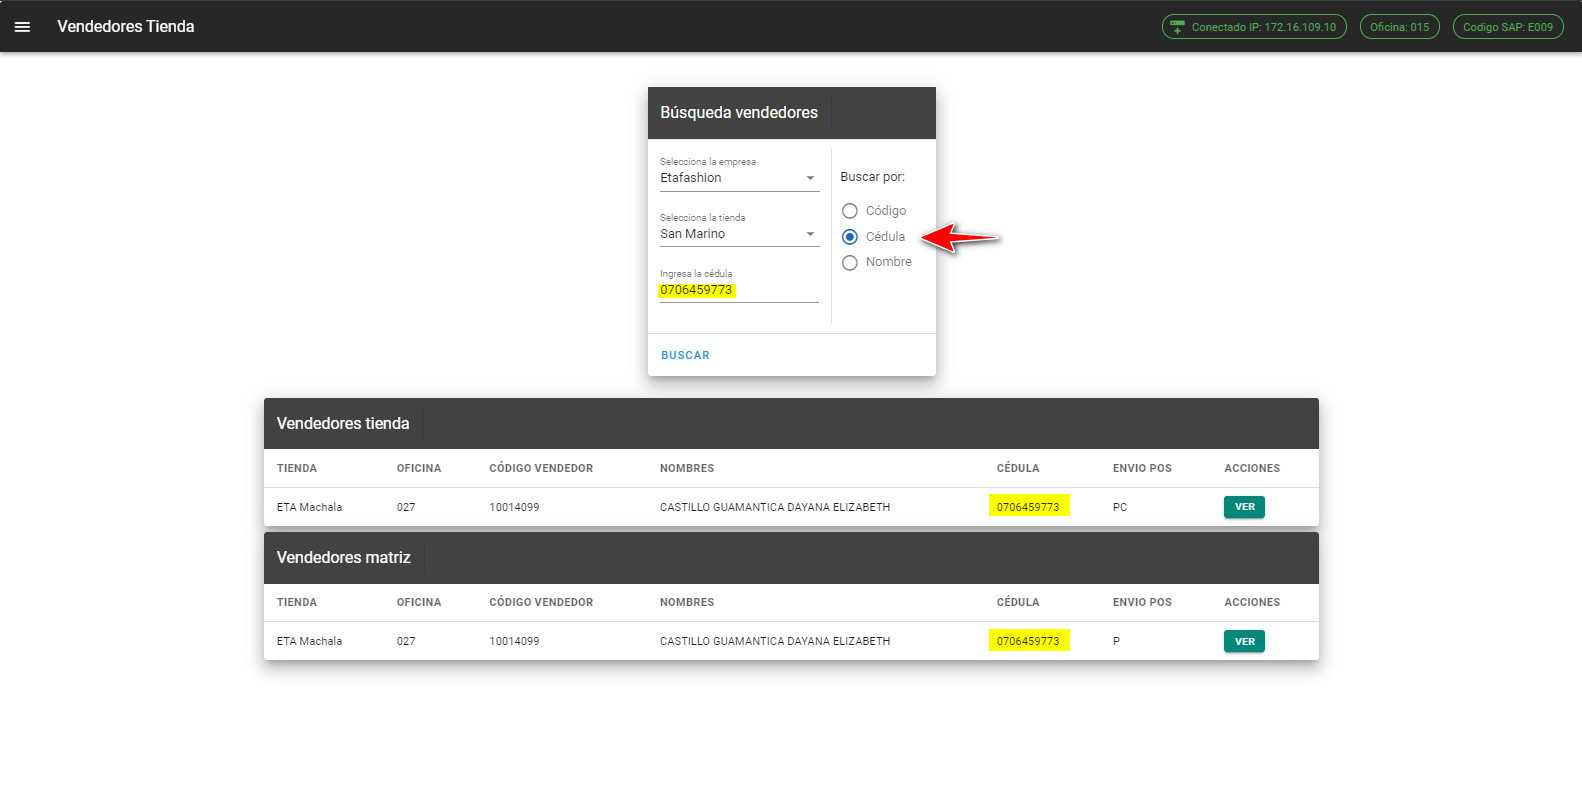 Vendedores Tienda
Conectado IP: 172.16.109.10
Oficina: 015
Codigo SAP: E009
Búsqueda vendedores
Selecciona la empresa
Etafashion
Selecciona la tienda
San Marino
Ingresa la cédula
0706459773
Buscar por:
Código
Cédula
Nombre
BUSCAR
Vendedores tienda
TIENDA OFICINA CÓDIGO VENDEDOR NOMBRES CÉDULA ENVIO POS ACCIONES
ETA Machala 027 10014099 CASTILLO GUAMANTICA DAYANA ELIZABETH 0706459773 PC VER
Vendedores matriz
TIENDA OFICINA CÓDIGO VENDEDOR NOMBRES CÉDULA ENVIO POS ACCIONES
ETA Machala 027 10014099 CASTILLO GUAMANTICA DAYANA ELIZABETH 0706459773 P VER